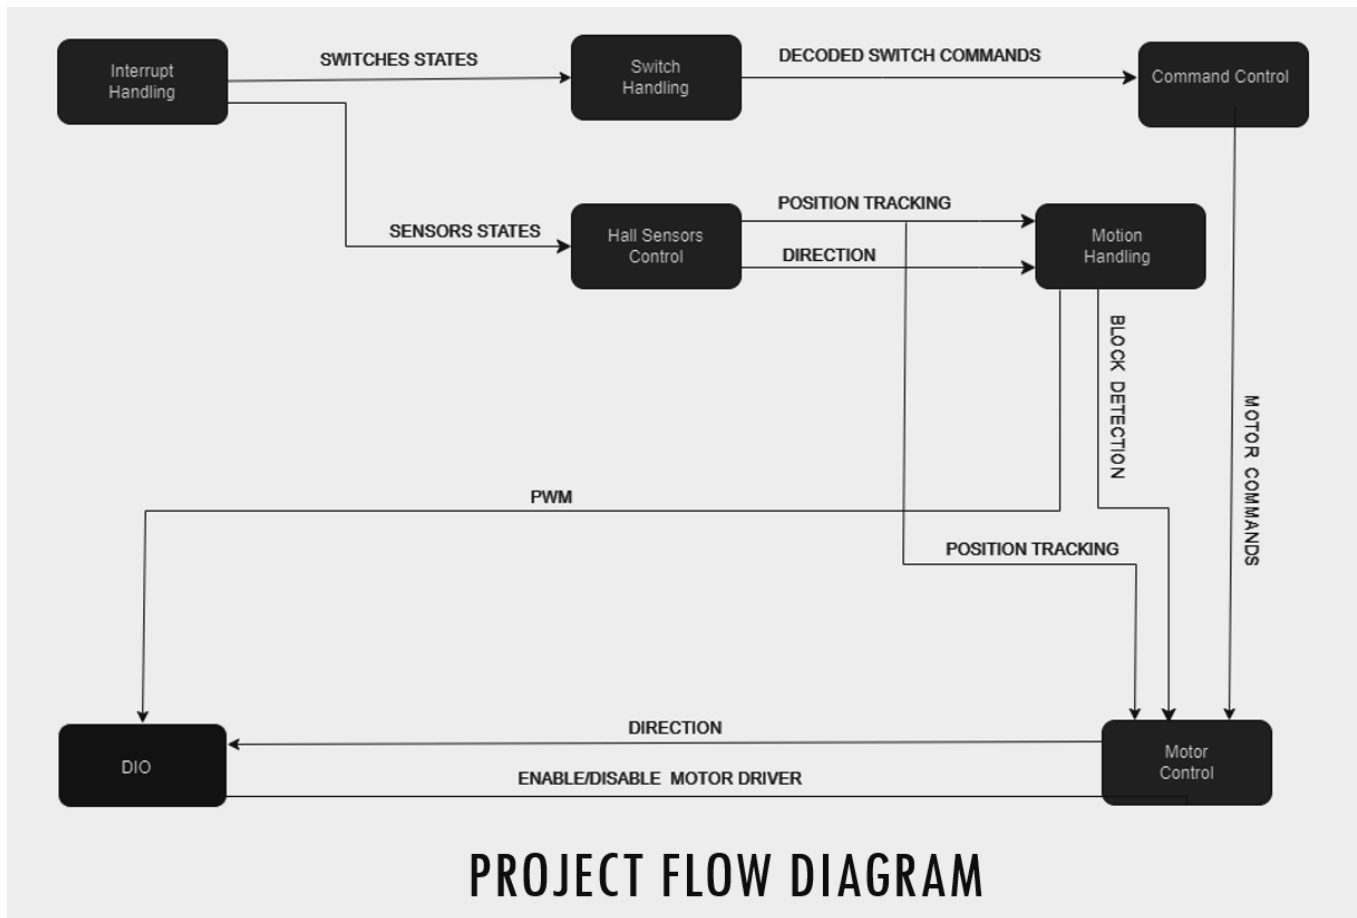 Interrupt
Handling
SWITCHES STATES
Switch
Handling
DECODED SWITCH COMMANDS
Command Control
SENSORS STATES
Hall Sensors
Control
POSITION TRACKING
DIRECTION
Motion
Handling
BLOCK DETECTION
MOTOR COMMANDS
PWM
POSITION TRACKING
DIO
DIRECTION
ENABLE/DISABLE MOTOR DRIVER
Motor
Control
PROJECT FLOW DIAGRAM